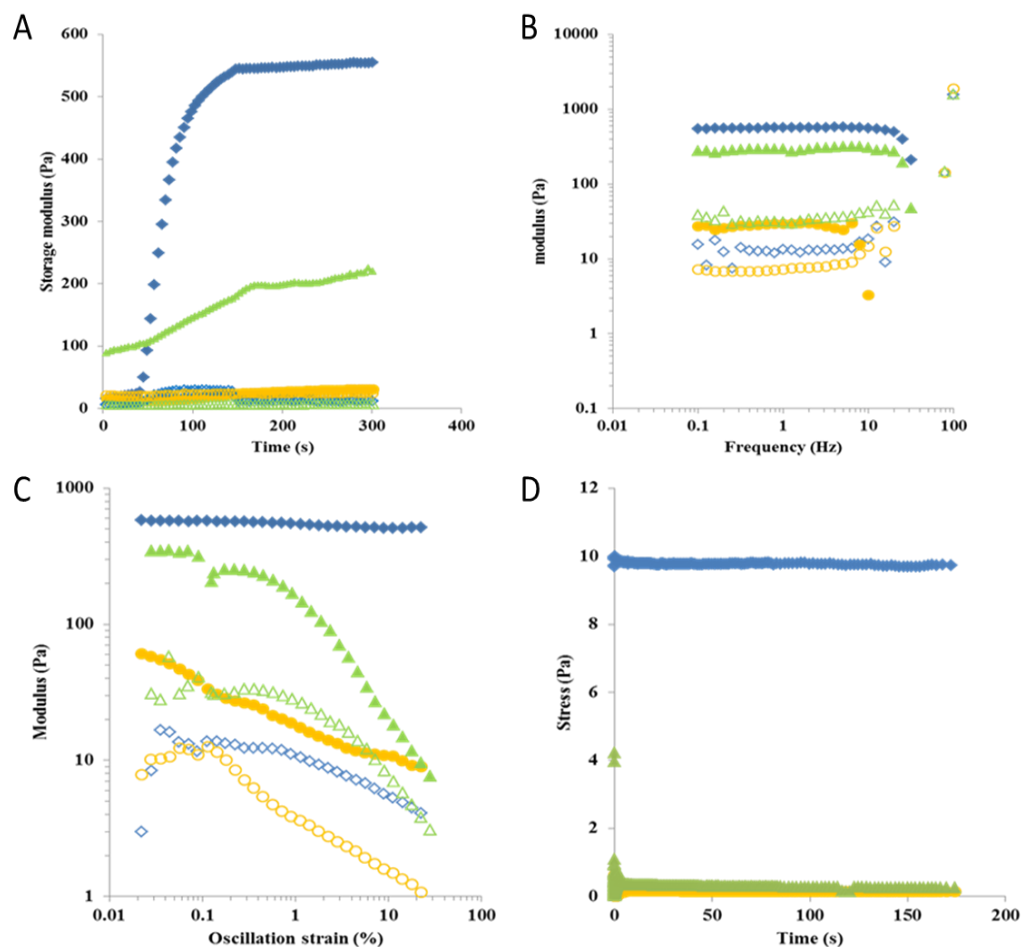 A
600
500
400
300
200
100
0
Storage modulus (Pa)
0 100 200 300 400
Time (s)
B
10000
1000
100
10
1
0.1
modulus (Pa)
0.01 0.1 1 10 100
Frequency (Hz)
C
1000
100
10
1
Modulus (Pa)
0.01 0.1 1 10 100
Oscillation strain (%)
D
12
10
8
6
4
2
0
Stress (Pa)
0 50 100 150 200
Time (s)